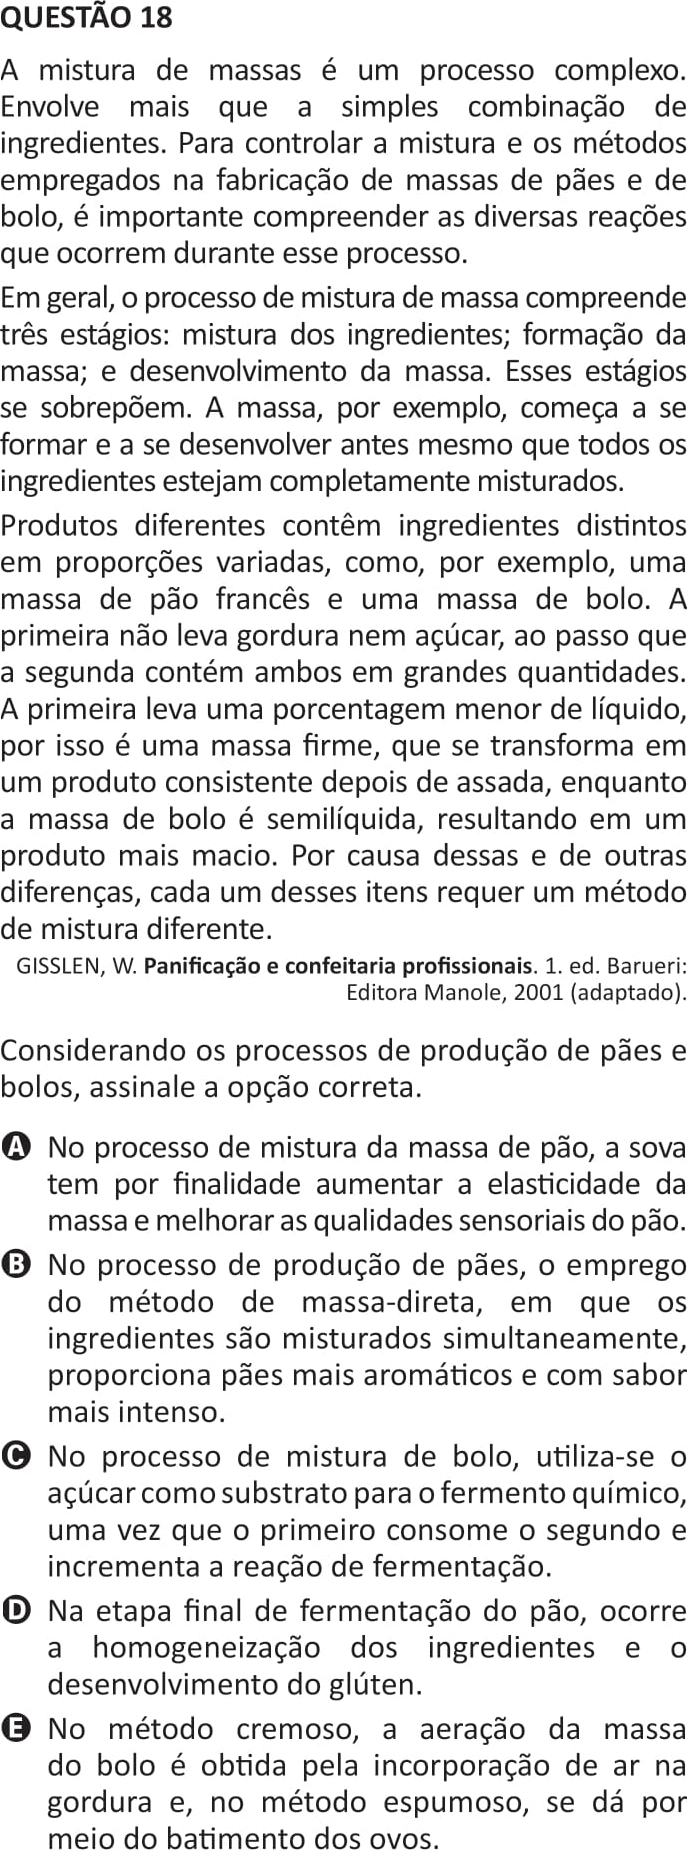 QUESTÃO 18
A mistura de massas é um processo complexo.
Envolve mais que a simples combinação de
ingredientes. Para controlar a mistura e os métodos
empregados na fabricação de massas de pães e de
bolo, é importante compreender as diversas reações
que ocorrem durante esse processo.
Em geral, o processo de mistura de massa compreende
três estágios: mistura dos ingredientes; formação da
massa; e desenvolvimento da massa. Esses estágios
se sobrepõem. A massa, por exemplo, começa a se
formar e a se desenvolver antes mesmo que todos os
ingredientes estejam completamente misturados.
Produtos diferentes contêm ingredientes distintos
em proporções variadas, como, por exemplo, uma
massa de pão francês e uma massa de bolo. A
primeira não leva gordura nem açúcar, ao passo que
a segunda contém ambos em grandes quantidades.
A primeira leva uma porcentagem menor de líquido,
por isso é uma massa firme, que se transforma em
um produto consistente depois de assada, enquanto
a massa de bolo é semilíquida, resultando em um
produto mais macio. Por causa dessas e de outras
diferenças, cada um desses itens requer um método
de mistura diferente.
GISSLEN, W. Panificação e confeitaria profissionais. 1. ed. Barueri:
Editora Manole, 2001 (adaptado).
Considerando os processos de produção de pães e
bolos, assinale a opção correta.
A No processo de mistura da massa de pão, a sova
tem por finalidade aumentar a elasticidade da
massa e melhorar as qualidades sensoriais do pão.
B No processo de produção de pães, o emprego
do método de massa-direta, em que os
ingredientes são misturados simultaneamente,
proporciona pães mais aromáticos e com sabor
mais intenso.
C No processo de mistura de bolo, utiliza-se o
açúcar como substrato para o fermento químico,
uma vez que o primeiro consome o segundo e
incrementa a reação de fermentação.
D Na etapa final de fermentação do pão, ocorre
a homogeneização dos ingredientes e o
desenvolvimento do glúten.
E No método cremoso, a aeração da massa
do bolo é obtida pela incorporação de ar na
gordura e, no método espumoso, se dá por
meio do batimento dos ovos.